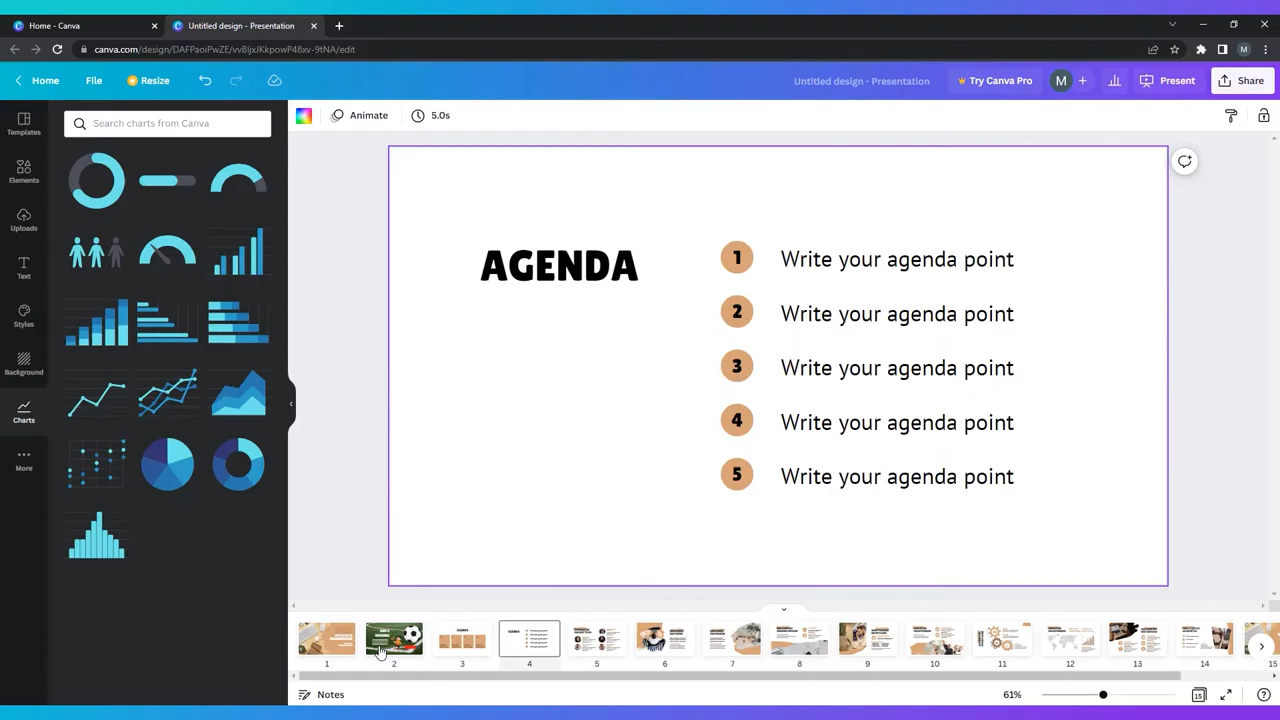 Home - Canva
Untitled design - Presentation
canva.com/design/DAFPaoiPwZE/vvBljxJKkpowP48xv-9tNA/edit
M
Home
File
Resize
Untitled design - Presentation
Try Canva Pro
M
Present
Share
Templates
Elements
Uploads
Text
Styles
Background
Charts
More
Search charts from Canva
Animate
5.0s
AGENDA
1 Write your agenda point
2 Write your agenda point
3 Write your agenda point
4 Write your agenda point
5 Write your agenda point
AGENDA
AGENDA
1 2 3 4 5 6 7 8 9 10 11 12 13 14 15
Notes
61%
15